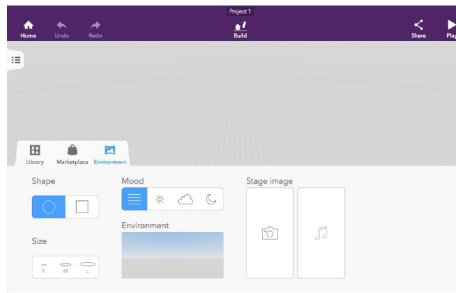 Project 1
Home Undo Redo Build Share Play
Library Marketplace Environment
Shape Mood Stage image
Environment
Size
S M L